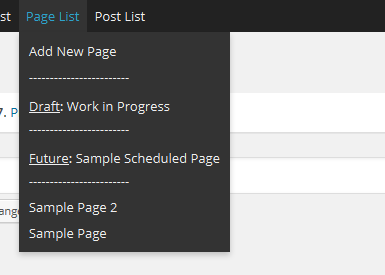 st Page List Post List
Add New Page
-----------------------
7. P
Draft: Work in Progress
-----------------------
Future: Sample Scheduled Page
-----------------------
ange
Sample Page 2
Sample Page